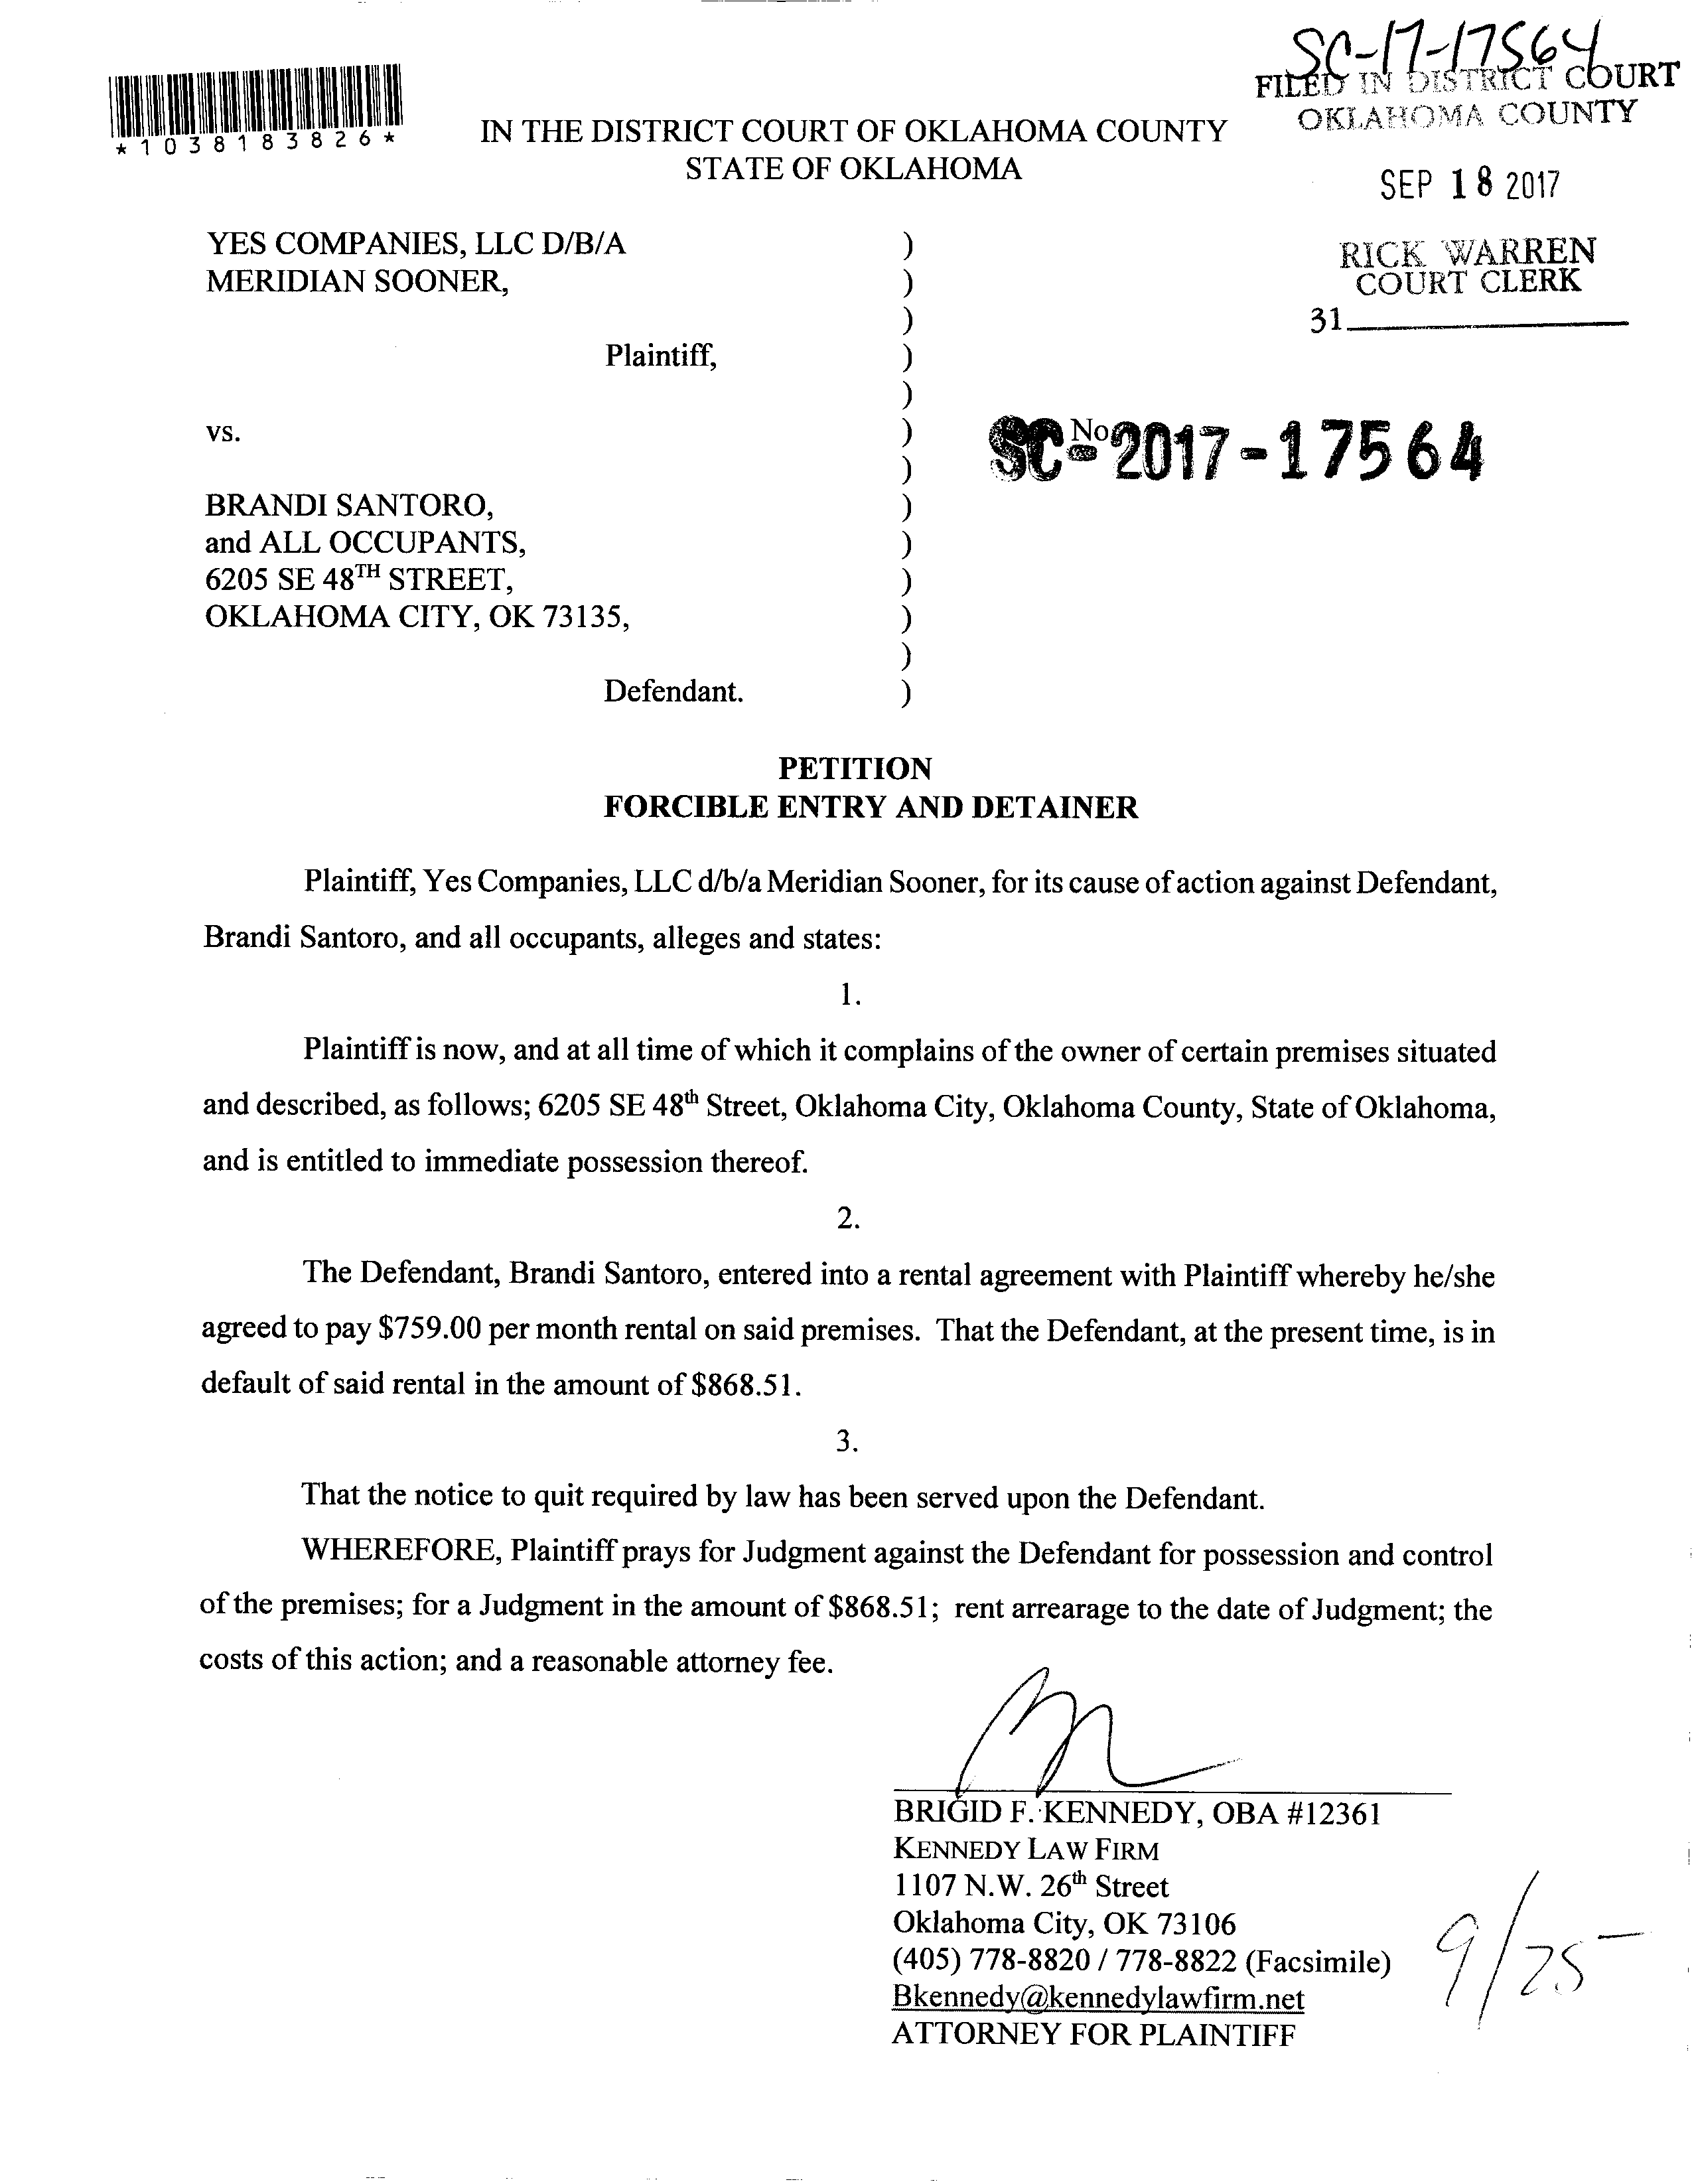 SC-17-17564
FILED IN DISTRICT COURT
OKLAHOMA COUNTY
*1038183826*
IN THE DISTRICT COURT OF OKLAHOMA COUNTY
STATE OF OKLAHOMA
SEP 18 2017
RICK WARREN
COURT CLERK
31
YES COMPANIES, LLC D/B/A )
MERIDIAN SOONER, )
)
Plaintiff, )
)
vs. ) No. SC-2017-17564
)
BRANDI SANTORO, )
and ALL OCCUPANTS, )
6205 SE 48TH STREET, )
OKLAHOMA CITY, OK 73135, )
)
Defendant. )
PETITION
FORCIBLE ENTRY AND DETAINER
Plaintiff, Yes Companies, LLC d/b/a Meridian Sooner, for its cause of action against Defendant,
Brandi Santoro, and all occupants, alleges and states:
1.
Plaintiff is now, and at all time of which it complains of the owner of certain premises situated
and described, as follows; 6205 SE 48th Street, Oklahoma City, Oklahoma County, State of Oklahoma,
and is entitled to immediate possession thereof.
2.
The Defendant, Brandi Santoro, entered into a rental agreement with Plaintiff whereby he/she
agreed to pay $759.00 per month rental on said premises. That the Defendant, at the present time, is in
default of said rental in the amount of $868.51.
3.
That the notice to quit required by law has been served upon the Defendant.
WHEREFORE, Plaintiff prays for Judgment against the Defendant for possession and control
of the premises; for a Judgment in the amount of $868.51; rent arrearage to the date of Judgment; the
costs of this action; and a reasonable attorney fee.
BRIGID F. KENNEDY, OBA #12361
KENNEDY LAW FIRM
1107 N.W. 26th Street
Oklahoma City, OK 73106
(405) 778-8820 / 778-8822 (Facsimile)
Bkennedy@kennedylawfirm.net
ATTORNEY FOR PLAINTIFF
9/25